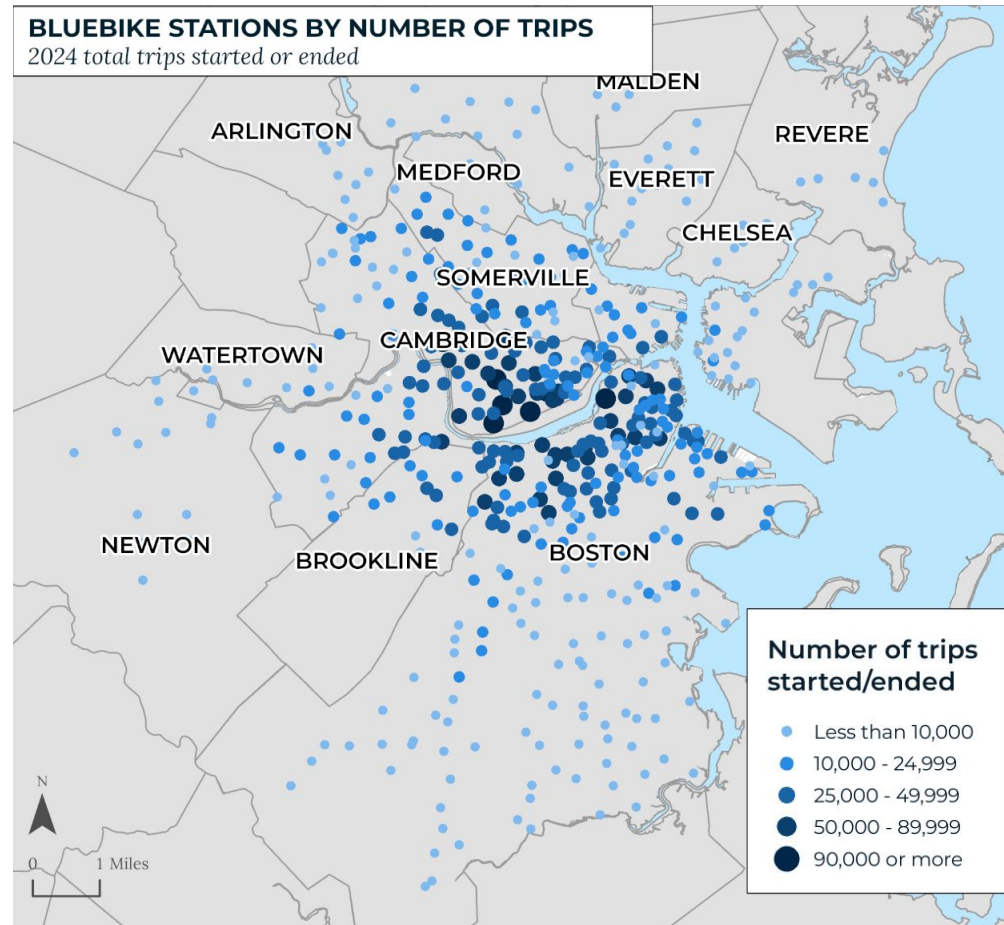 BLUEBIKE STATIONS BY NUMBER OF TRIPS
2024 total trips started or ended
MALDEN
ARLINGTON
REVERE
MEDFORD
EVERETT
CHELSEA
SOMERVILLE
CAMBRIDGE
WATERTOWN
NEWTON
BROOKLINE
BOSTON
Number of trips
started/ended
Less than 10,000
10,000 - 24,999
25,000 - 49,999
50,000 - 89,999
90,000 or more
N
0 1 Miles